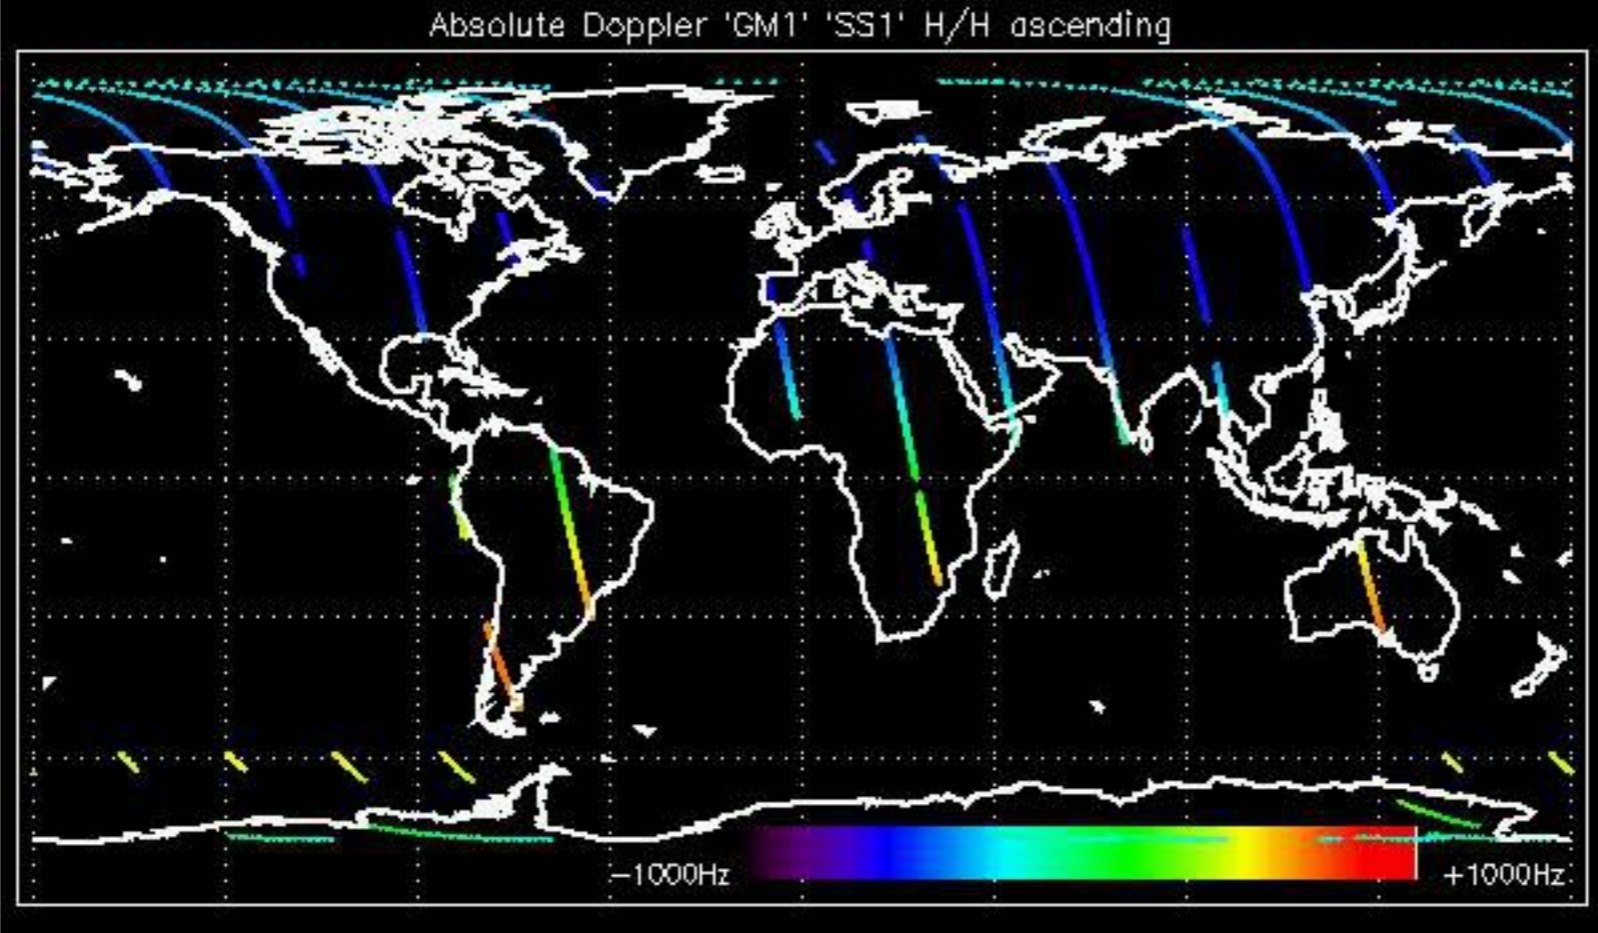 Absolute Doppler 'GM1' 'SS1' H/H ascending
-1000Hz +1000Hz